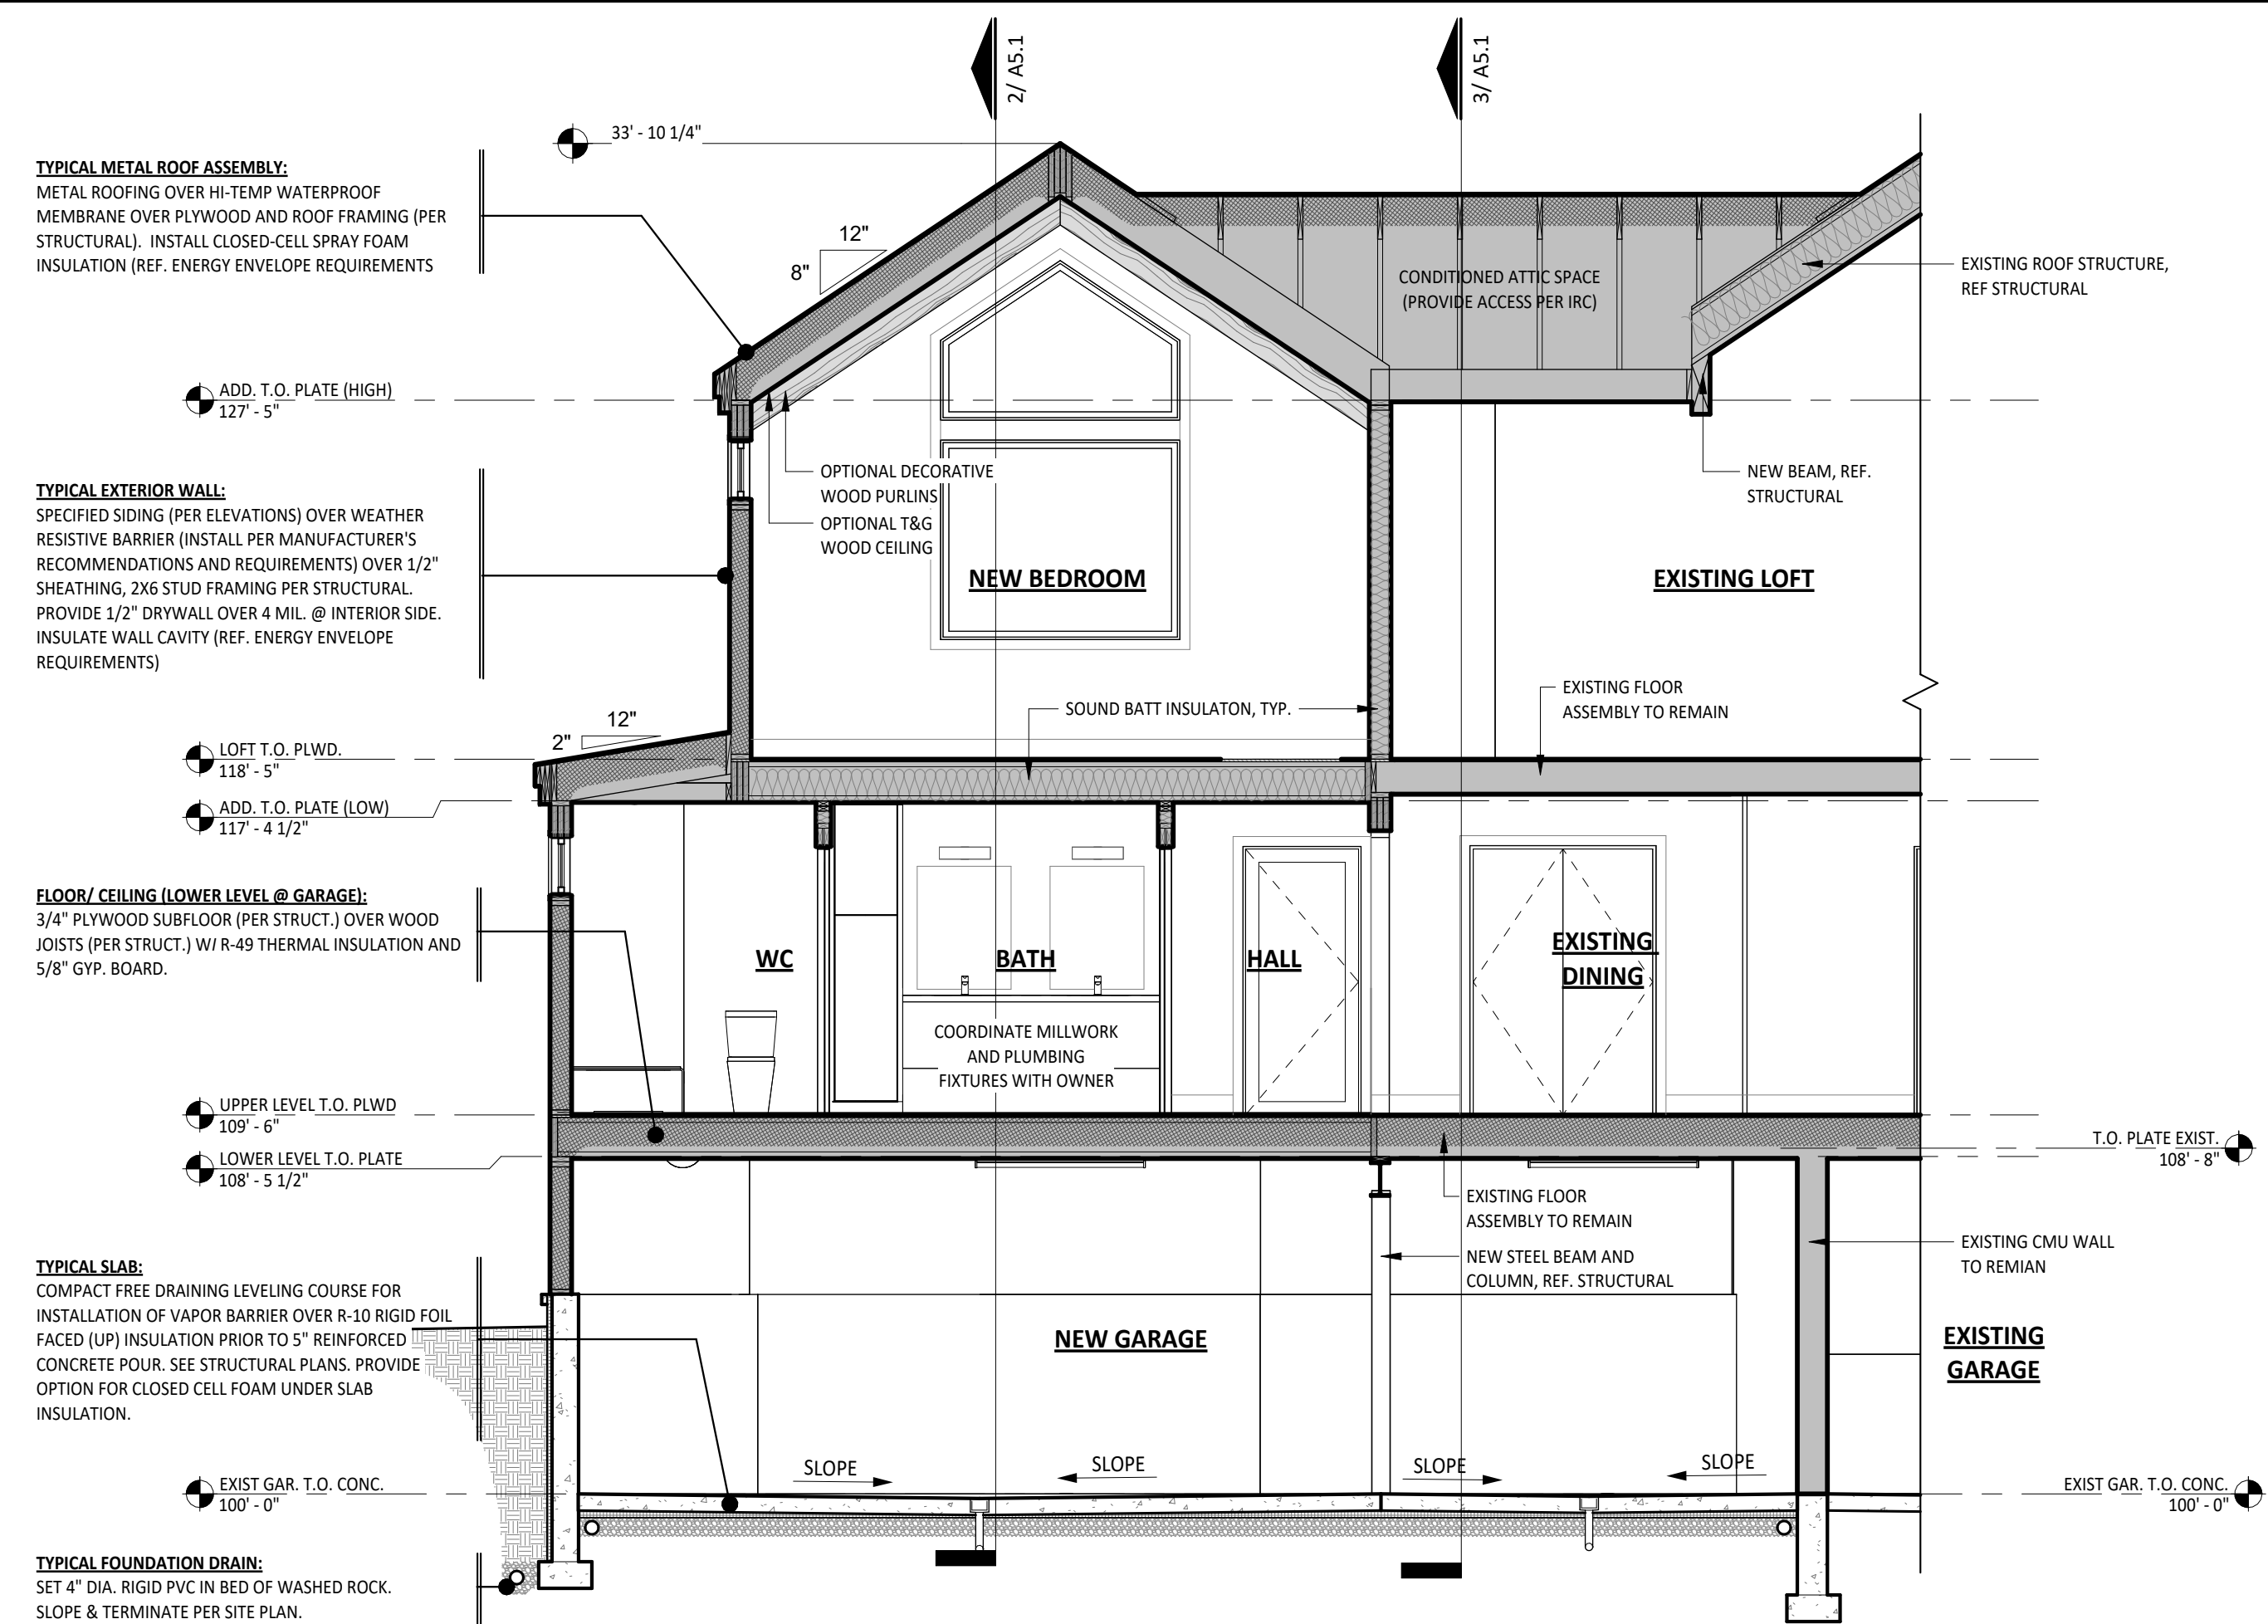 2/ A5.1
3/ A5.1
33' - 10 1/4"
TYPICAL METAL ROOF ASSEMBLY:
METAL ROOFING OVER HI-TEMP WATERPROOF
MEMBRANE OVER PLYWOOD AND ROOF FRAMING (PER
STRUCTURAL). INSTALL CLOSED-CELL SPRAY FOAM
INSULATION (REF. ENERGY ENVELOPE REQUIREMENTS
12"
8"
CONDITIONED ATTIC SPACE
(PROVIDE ACCESS PER IRC)
EXISTING ROOF STRUCTURE,
REF STRUCTURAL
ADD. T.O. PLATE (HIGH)
127' - 5"
OPTIONAL DECORATIVE
WOOD PURLINS
OPTIONAL T&G
WOOD CEILING
NEW BEAM, REF.
STRUCTURAL
TYPICAL EXTERIOR WALL:
SPECIFIED SIDING (PER ELEVATIONS) OVER WEATHER
RESISTIVE BARRIER (INSTALL PER MANUFACTURER'S
RECOMMENDATIONS AND REQUIREMENTS) OVER 1/2"
SHEATHING, 2X6 STUD FRAMING PER STRUCTURAL.
PROVIDE 1/2" DRYWALL OVER 4 MIL. @ INTERIOR SIDE.
INSULATE WALL CAVITY (REF. ENERGY ENVELOPE
REQUIREMENTS)
NEW BEDROOM
EXISTING LOFT
SOUND BATT INSULATON, TYP.
EXISTING FLOOR
ASSEMBLY TO REMAIN
12"
2"
LOFT T.O. PLWD.
118' - 5"
ADD. T.O. PLATE (LOW)
117' - 4 1/2"
FLOOR/ CEILING (LOWER LEVEL @ GARAGE):
3/4" PLYWOOD SUBFLOOR (PER STRUCT.) OVER WOOD
JOISTS (PER STRUCT.) W/ R-49 THERMAL INSULATION AND
5/8" GYP. BOARD.
WC
BATH
HALL
EXISTING
DINING
COORDINATE MILLWORK
AND PLUMBING
FIXTURES WITH OWNER
UPPER LEVEL T.O. PLWD
109' - 6"
LOWER LEVEL T.O. PLATE
108' - 5 1/2"
T.O. PLATE EXIST.
108' - 8"
EXISTING FLOOR
ASSEMBLY TO REMAIN
NEW STEEL BEAM AND
COLUMN, REF. STRUCTURAL
EXISTING CMU WALL
TO REMIAN
TYPICAL SLAB:
COMPACT FREE DRAINING LEVELING COURSE FOR
INSTALLATION OF VAPOR BARRIER OVER R-10 RIGID FOIL
FACED (UP) INSULATION PRIOR TO 5" REINFORCED
CONCRETE POUR. SEE STRUCTURAL PLANS. PROVIDE
OPTION FOR CLOSED CELL FOAM UNDER SLAB
INSULATION.
NEW GARAGE
EXISTING
GARAGE
SLOPE
SLOPE
SLOPE
SLOPE
EXIST GAR. T.O. CONC.
100' - 0"
EXIST GAR. T.O. CONC.
100' - 0"
TYPICAL FOUNDATION DRAIN:
SET 4" DIA. RIGID PVC IN BED OF WASHED ROCK.
SLOPE & TERMINATE PER SITE PLAN.